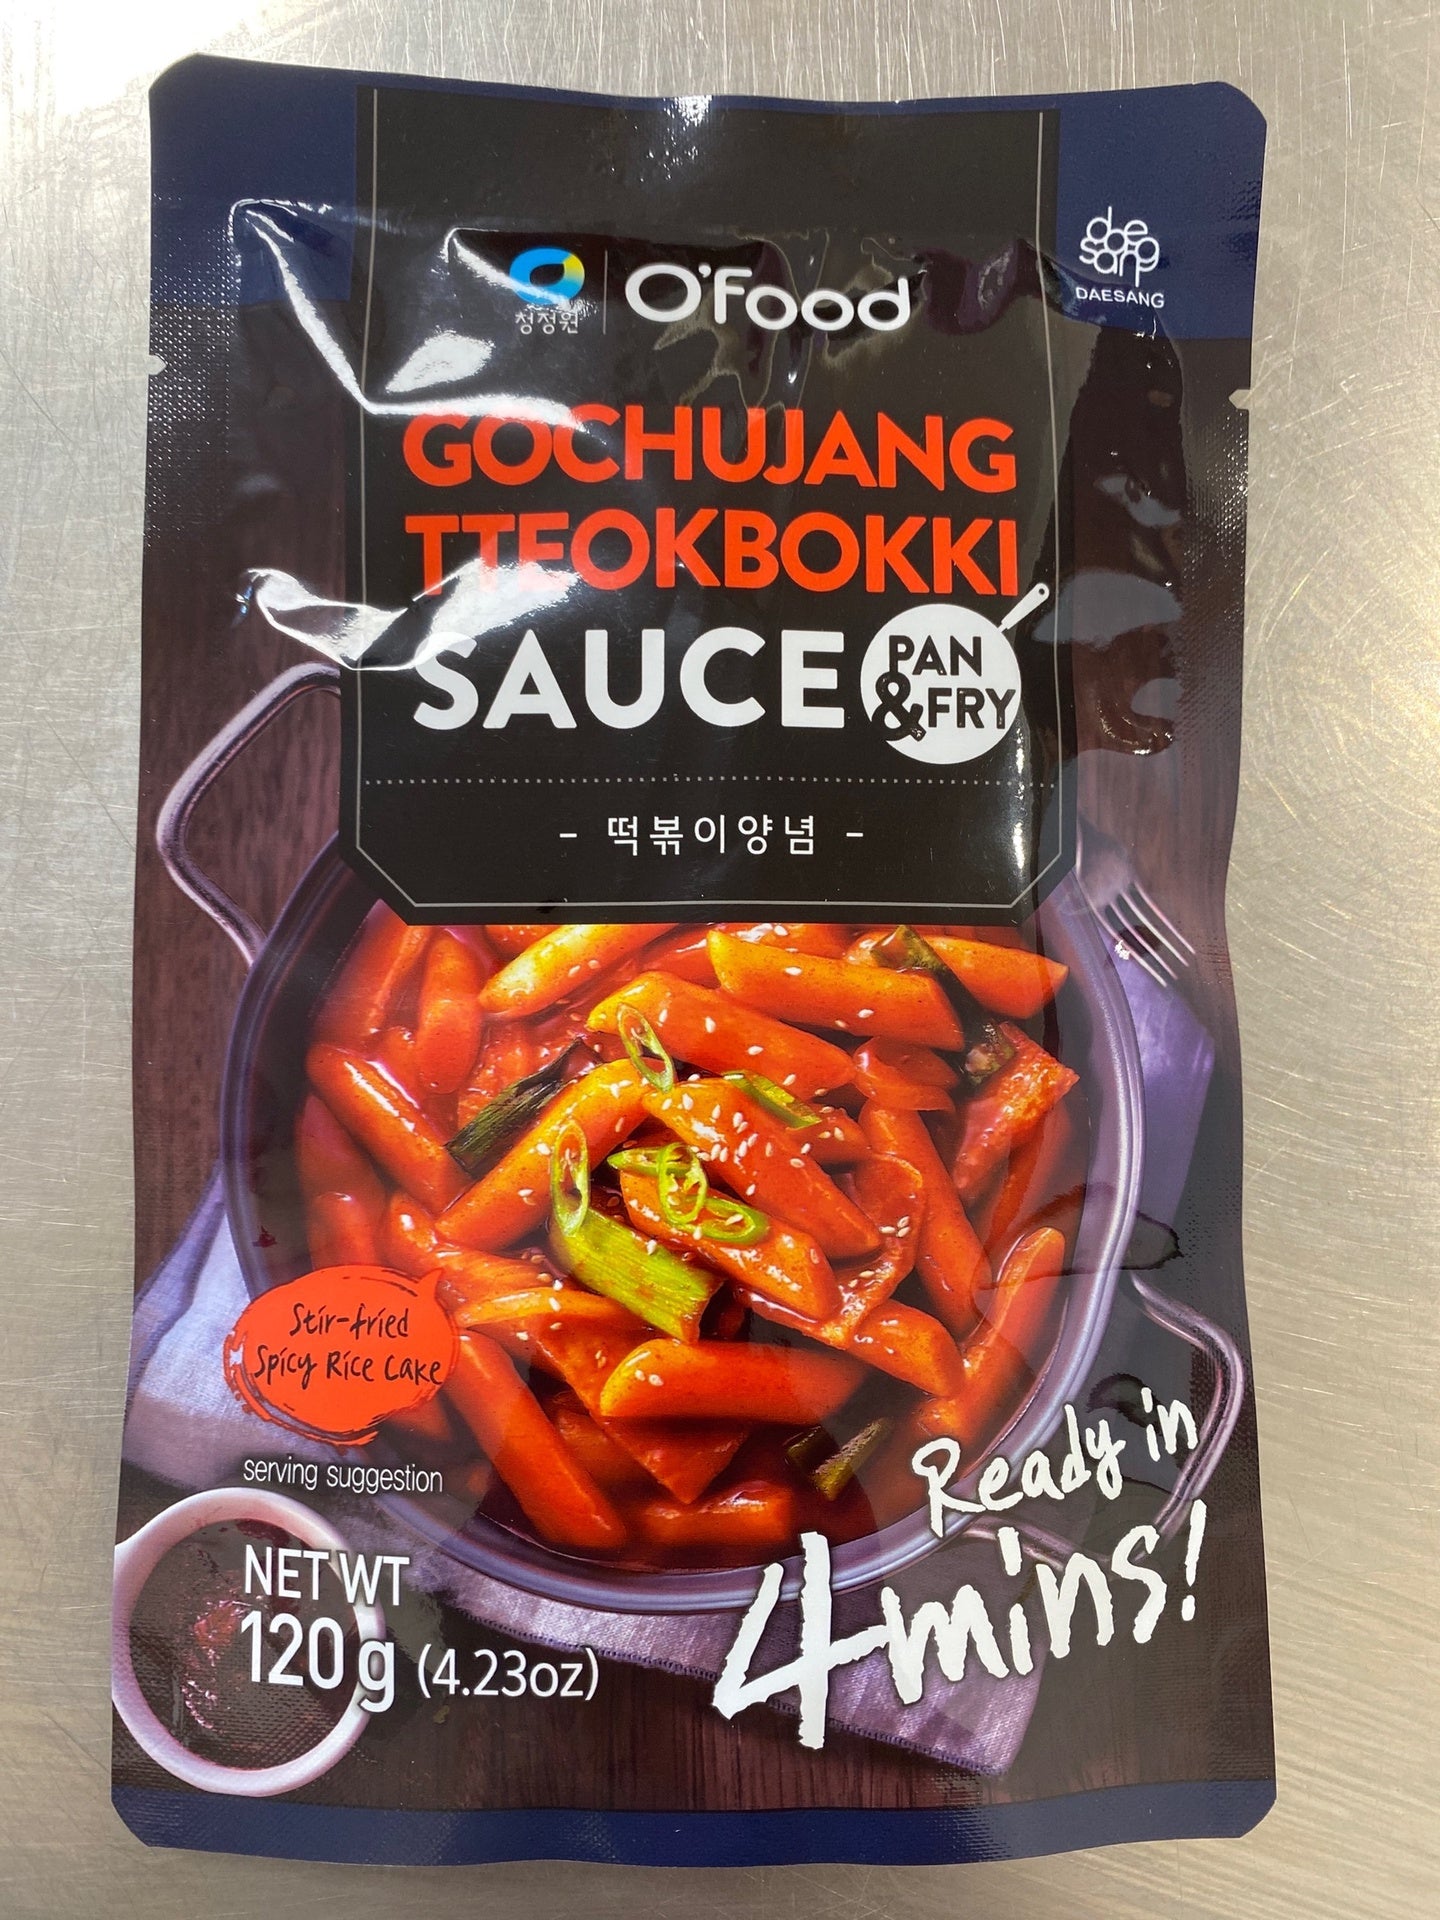 청정원
O'Food
daesang
DAESANG
GOCHUJANG
TTEOKBOKKI
SAUCE
PAN
&FRY
- 떡볶이양념 -
Stir-fried
Spicy Rice Cake
serving suggestion
Ready in
4mins!
NET WT
120g (4.23oz)